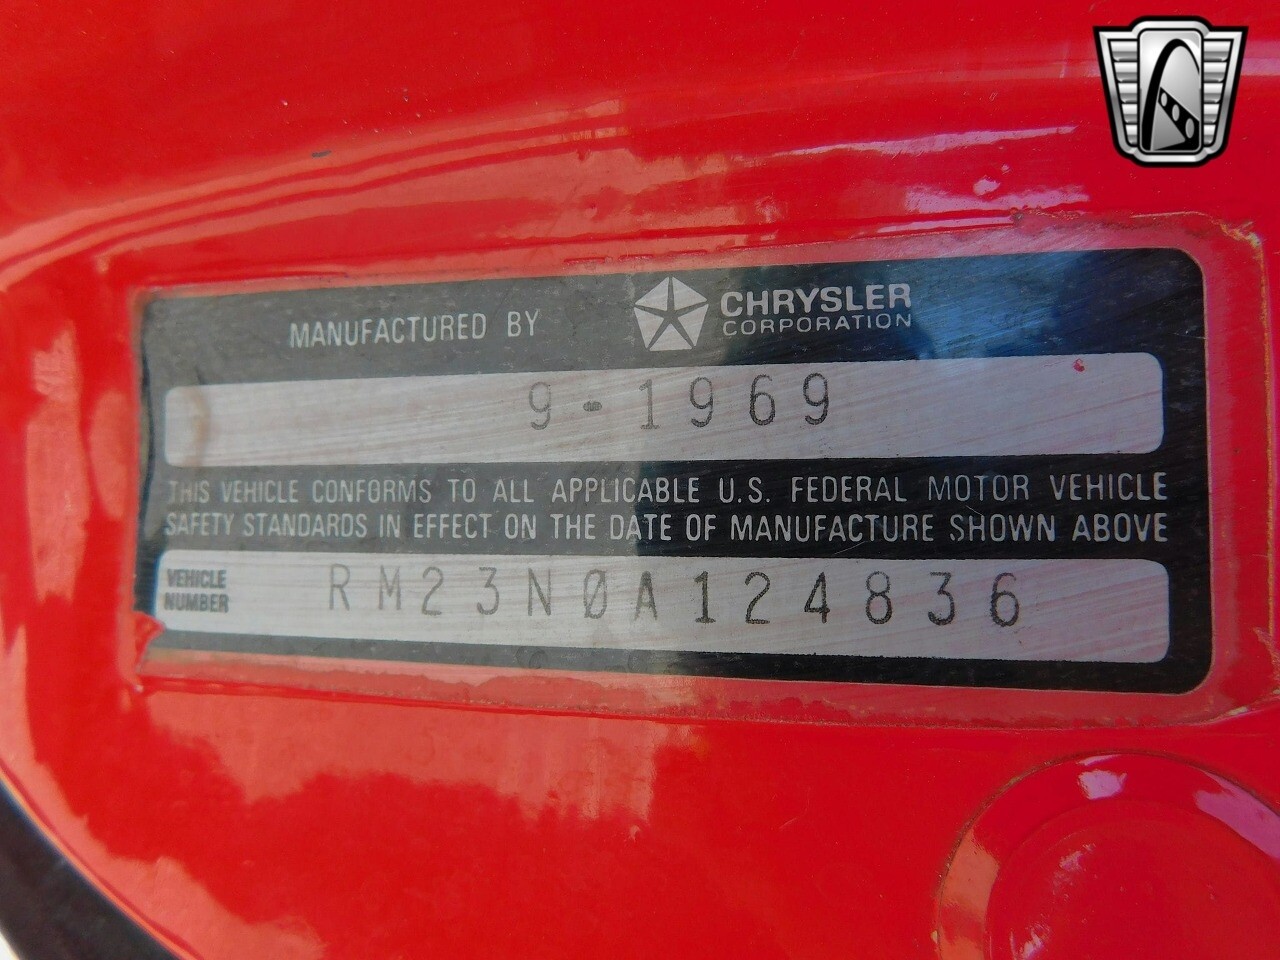 MANUFACTURED BY
CHRYSLER
CORPORATION
9-1969
THIS VEHICLE CONFORMS TO ALL APPLICABLE U.S. FEDERAL MOTOR VEHICLE
SAFETY STANDARDS IN EFFECT ON THE DATE OF MANUFACTURE SHOWN ABOVE
VEHICLE
NUMBER
RM23N0A124836